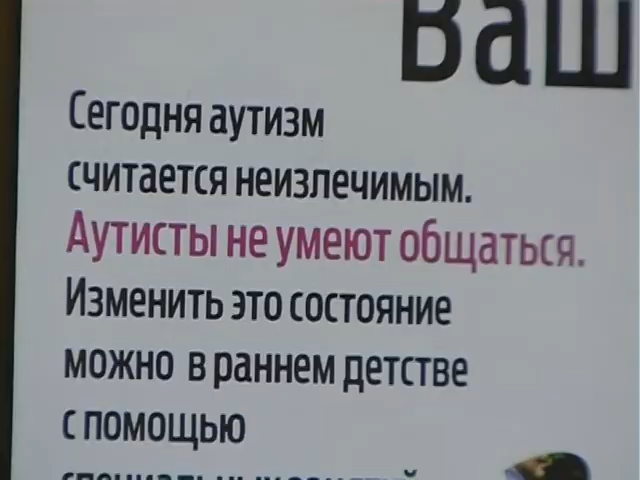 Ваш
Сегодня аутизм
считается неизлечимым.
Аутисты не умеют общаться.
Изменить это состояние
можно в раннем детстве
с помощью